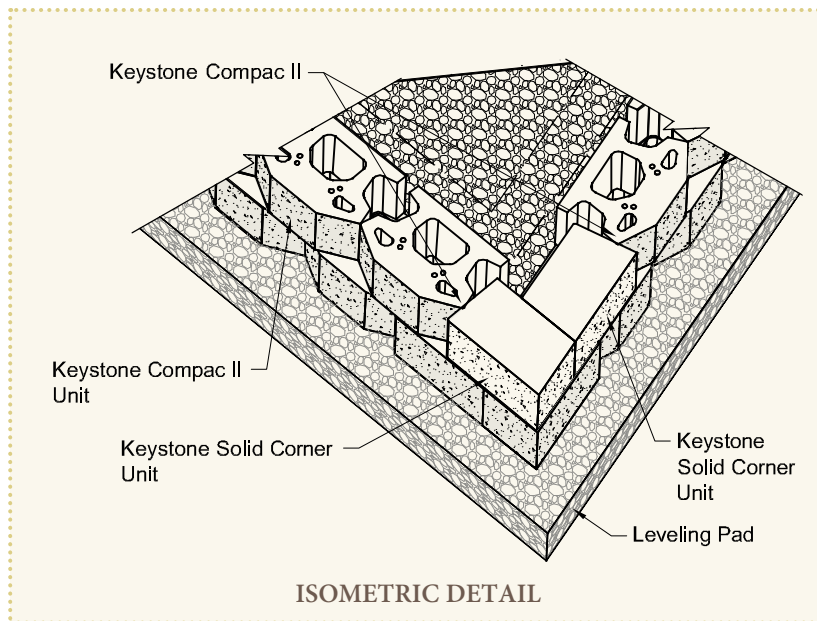 Keystone Compac II
Keystone Compac II
Unit
Keystone Solid Corner
Unit
Keystone
Solid Corner
Unit
Leveling Pad
ISOMETRIC DETAIL